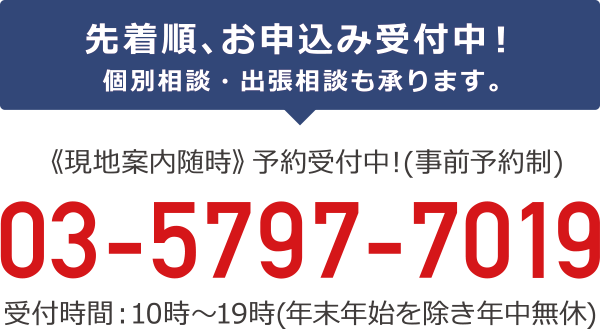 先着順、お申込み受付中！
個別相談・出張相談も承ります。
《現地案内随時》予約受付中！(事前予約制)
03-5797-7019
受付時間：10時〜19時(年末年始を除き年中無休)